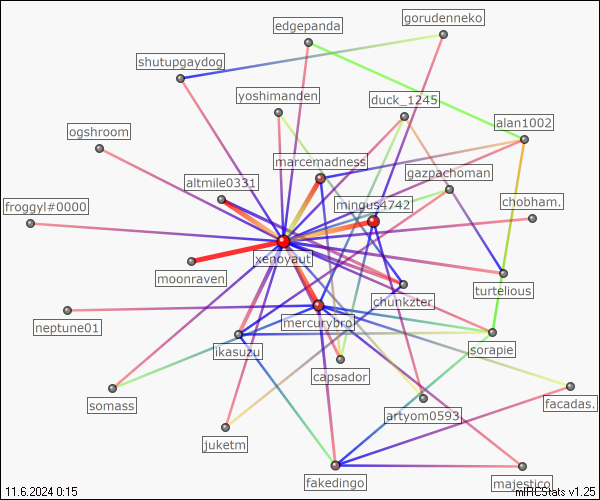 gorudenneko
edgepanda
shutupgaydog
yoshimanden
duck_1245
alan1002
ogshroom
marcemadness
gazpachoman
altmile0331
mingus4742
froggyl#0000
chobham.
xenoyaut
moonraven
turtelious
chunkzter
neptune01
mercurybro
ikasuzu
sorapie
capsador
somass
facadas.
artyom0593
juketm
fakedingo
majestico
11.6.2024 0:15
mIRCStats v1.25